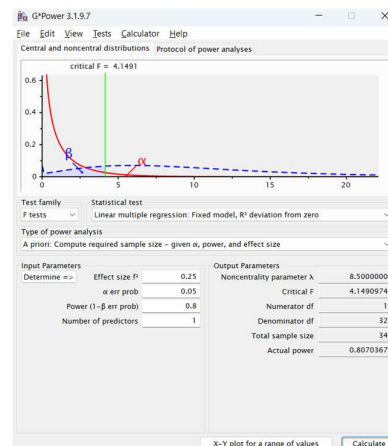 G*Power 3.1.9.7
File Edit View Tests Calculator Help
Central and noncentral distributions Protocol of power analyses
critical F = 4.1491
0.6
0.4
0.2
0
β
α
0 5 10 15 20
Test family Statistical test
F tests Linear multiple regression: Fixed model, R² deviation from zero
Type of power analysis
A priori: Compute required sample size – given α, power, and effect size
Input Parameters Output Parameters
Determine => Effect size f² 0.25 Noncentrality parameter λ 8.5000000
α err prob 0.05 Critical F 4.1490974
Power (1-β err prob) 0.8 Numerator df 1
Number of predictors 1 Denominator df 32
Total sample size 34
Actual power 0.8070367
X-Y plot for a range of values Calculate